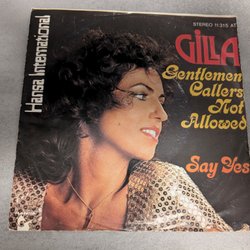 STEREO 11 315 AT
GILLA
Gentlemen
Callers
Not
Allowed
Say Yes
Hansa International